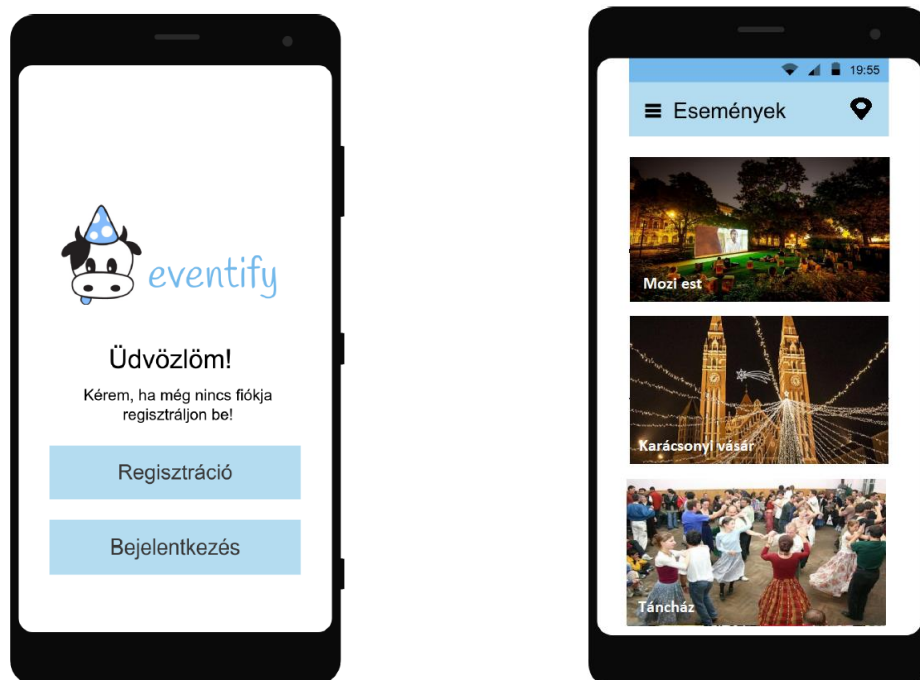 eventify
Üdvözlöm!
Kérem, ha még nincs fiókja
regisztráljon be!
Regisztráció
Bejelentkezés
19:55
Események
Mozi est
Karácsonyi vásár
Táncház